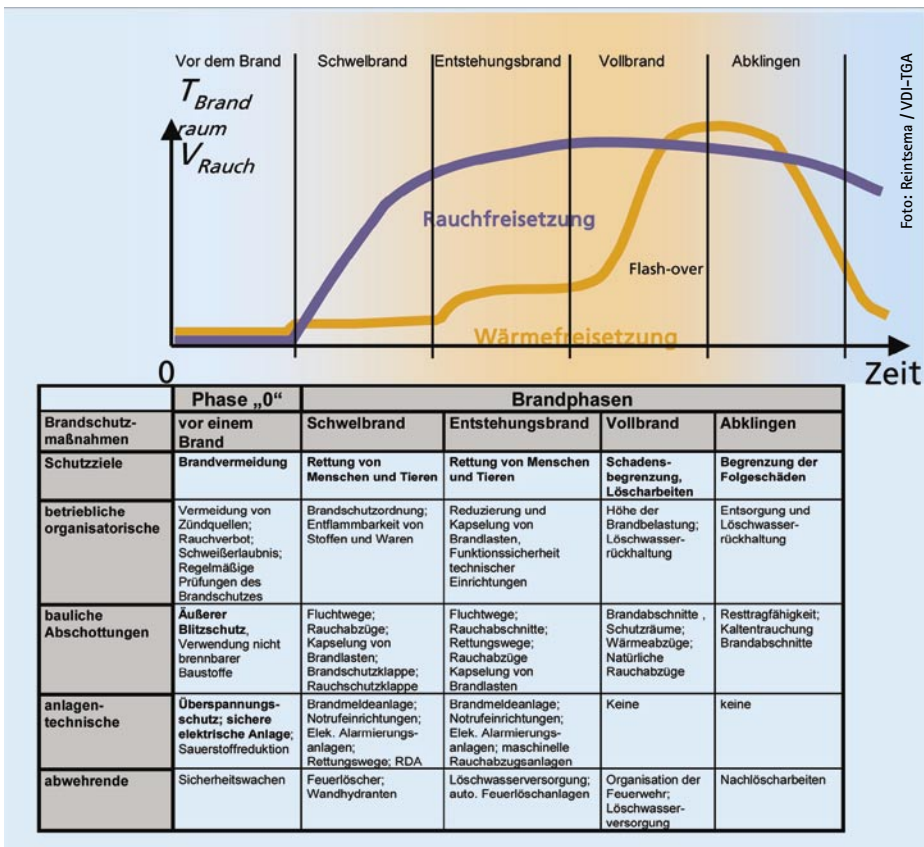 Vor dem Brand
Schwelbrand
Entstehungsbrand
Vollbrand
Abklingen
T Brand
raum
V Rauch
Rauchfreisetzung
Flash-over
Wärmefreisetzung
0
Zeit
Foto: Reintsema / VDI-TGA
Phase „0“
Brandphasen
Brandschutz-
maßnahmen
vor einem
Brand
Schwelbrand
Entstehungsbrand
Vollbrand
Abklingen
Schutzziele
Brandvermeidung
Rettung von
Menschen und Tieren
Rettung von Menschen
und Tieren
Schadens-
begrenzung,
Löscharbeiten
Begrenzung der
Folgeschäden
betriebliche
organisatorische
Vermeidung von
Zündquellen;
Rauchverbot;
Schweißerlaubnis;
Regelmäßige
Prüfungen des
Brandschutzes
Brandschutzordnung;
Entflammbarkeit von
Stoffen und Waren
Reduzierung und
Kapselung von
Brandlasten,
Funktionssicherheit
technischer
Einrichtungen
Höhe der
Brandbelastung;
Löschwasser-
rückhaltung
Entsorgung und
Löschwasser-
rückhaltung
bauliche
Abschottungen
Äußerer
Blitzschutz,
Verwendung nicht
brennbarer
Baustoffe
Fluchtwege;
Rauchabzüge;
Kapselung von
Brandlasten;
Brandschutzklappe;
Rauchschutzklappe
Fluchtwege;
Rauchabschnitte;
Rettungswege;
Rauchabzüge
Kapselung von
Brandlasten
Brandabschnitte ,
Schutzräume;
Wärmeabzüge;
Natürliche
Rauchabzüge
Resttragfähigkeit;
Kaltentrauchung
Brandabschnitte
anlagen-
technische
Überspannungs-
schutz; sichere
elektrische Anlage;
Sauerstoffreduktion
Brandmeldeanlage;
Notrufeinrichtungen;
Elek. Alarmierungs-
anlagen;
Rettungswege; RDA
Brandmeldeanlage;
Notrufeinrichtungen;
Elek. Alarmierungs-
anlagen; maschinelle
Rauchabzugsanlagen
Keine
keine
abwehrende
Sicherheitswachen
Feuerlöscher;
Wandhydranten
Löschwasserversorgung;
auto. Feuerlöschanlagen
Organisation der
Feuerwehr;
Löschwasser-
versorgung
Nachlöscharbeiten